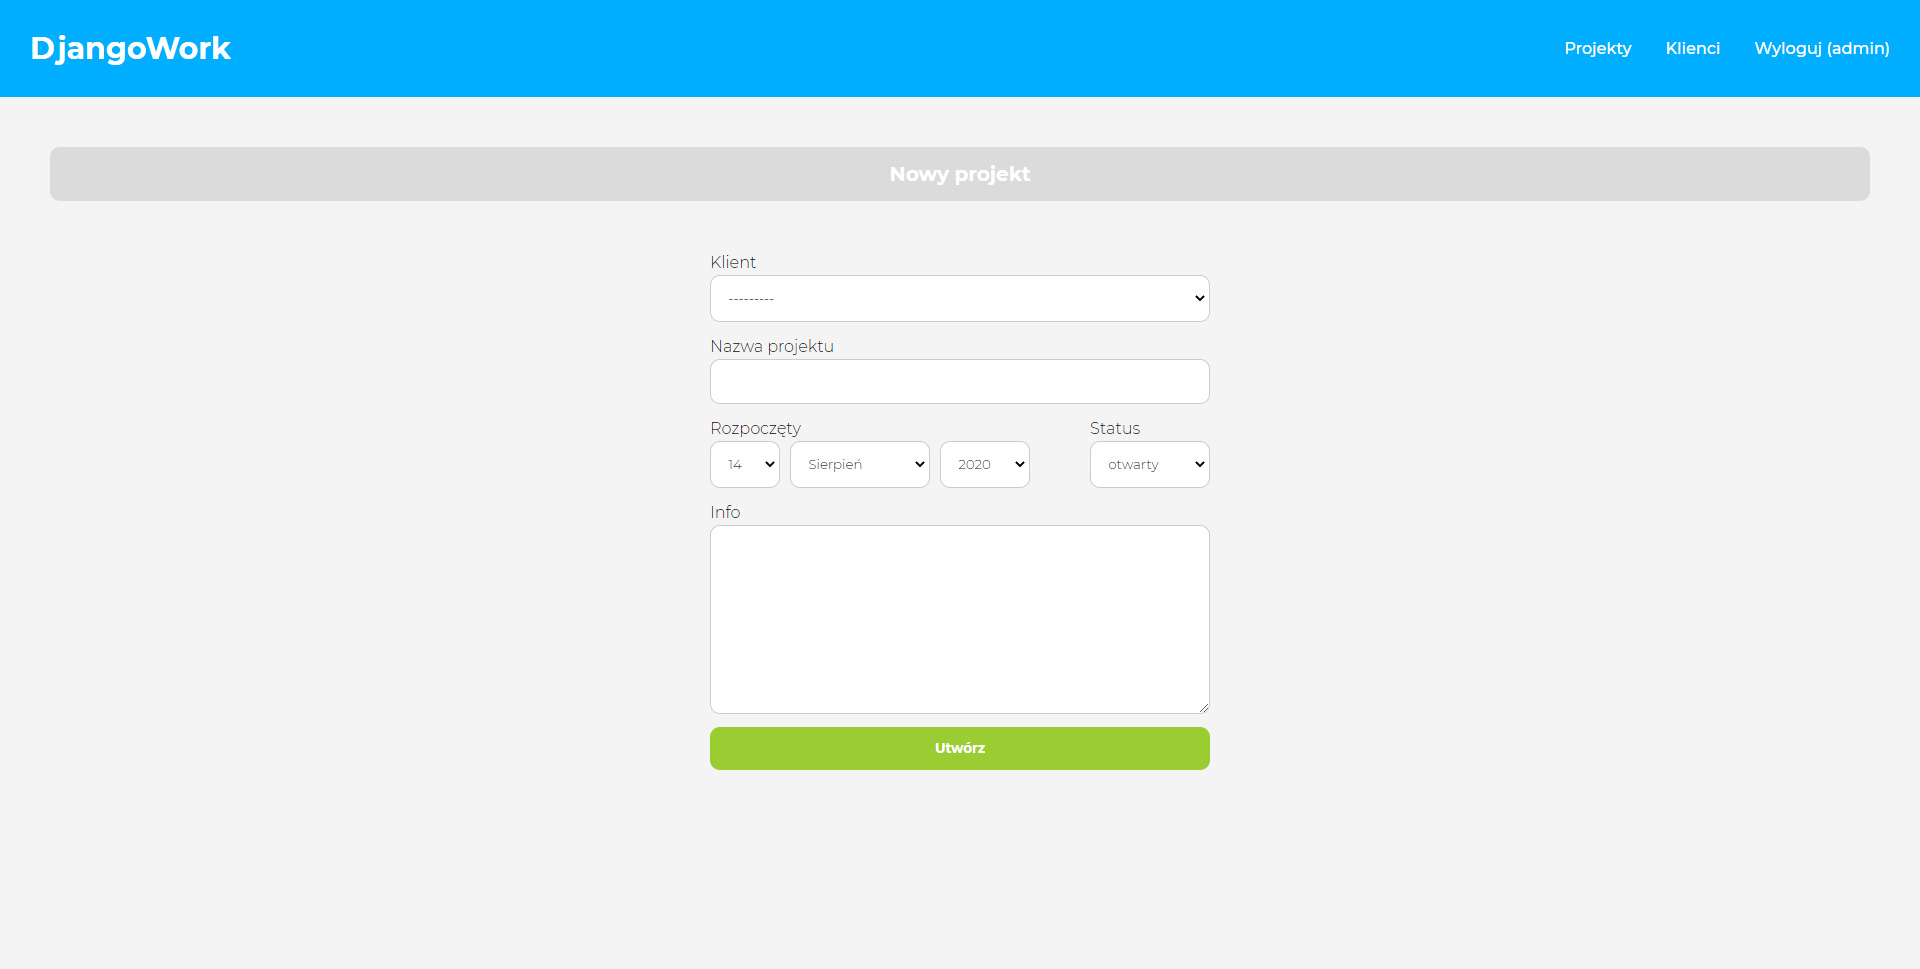 DjangoWork
Projekty Klienci Wyloguj (admin)
Nowy projekt
Klient
---------
Nazwa projektu
Rozpoczęty Status
14 Sierpień 2020 otwarty
Info
Utwórz